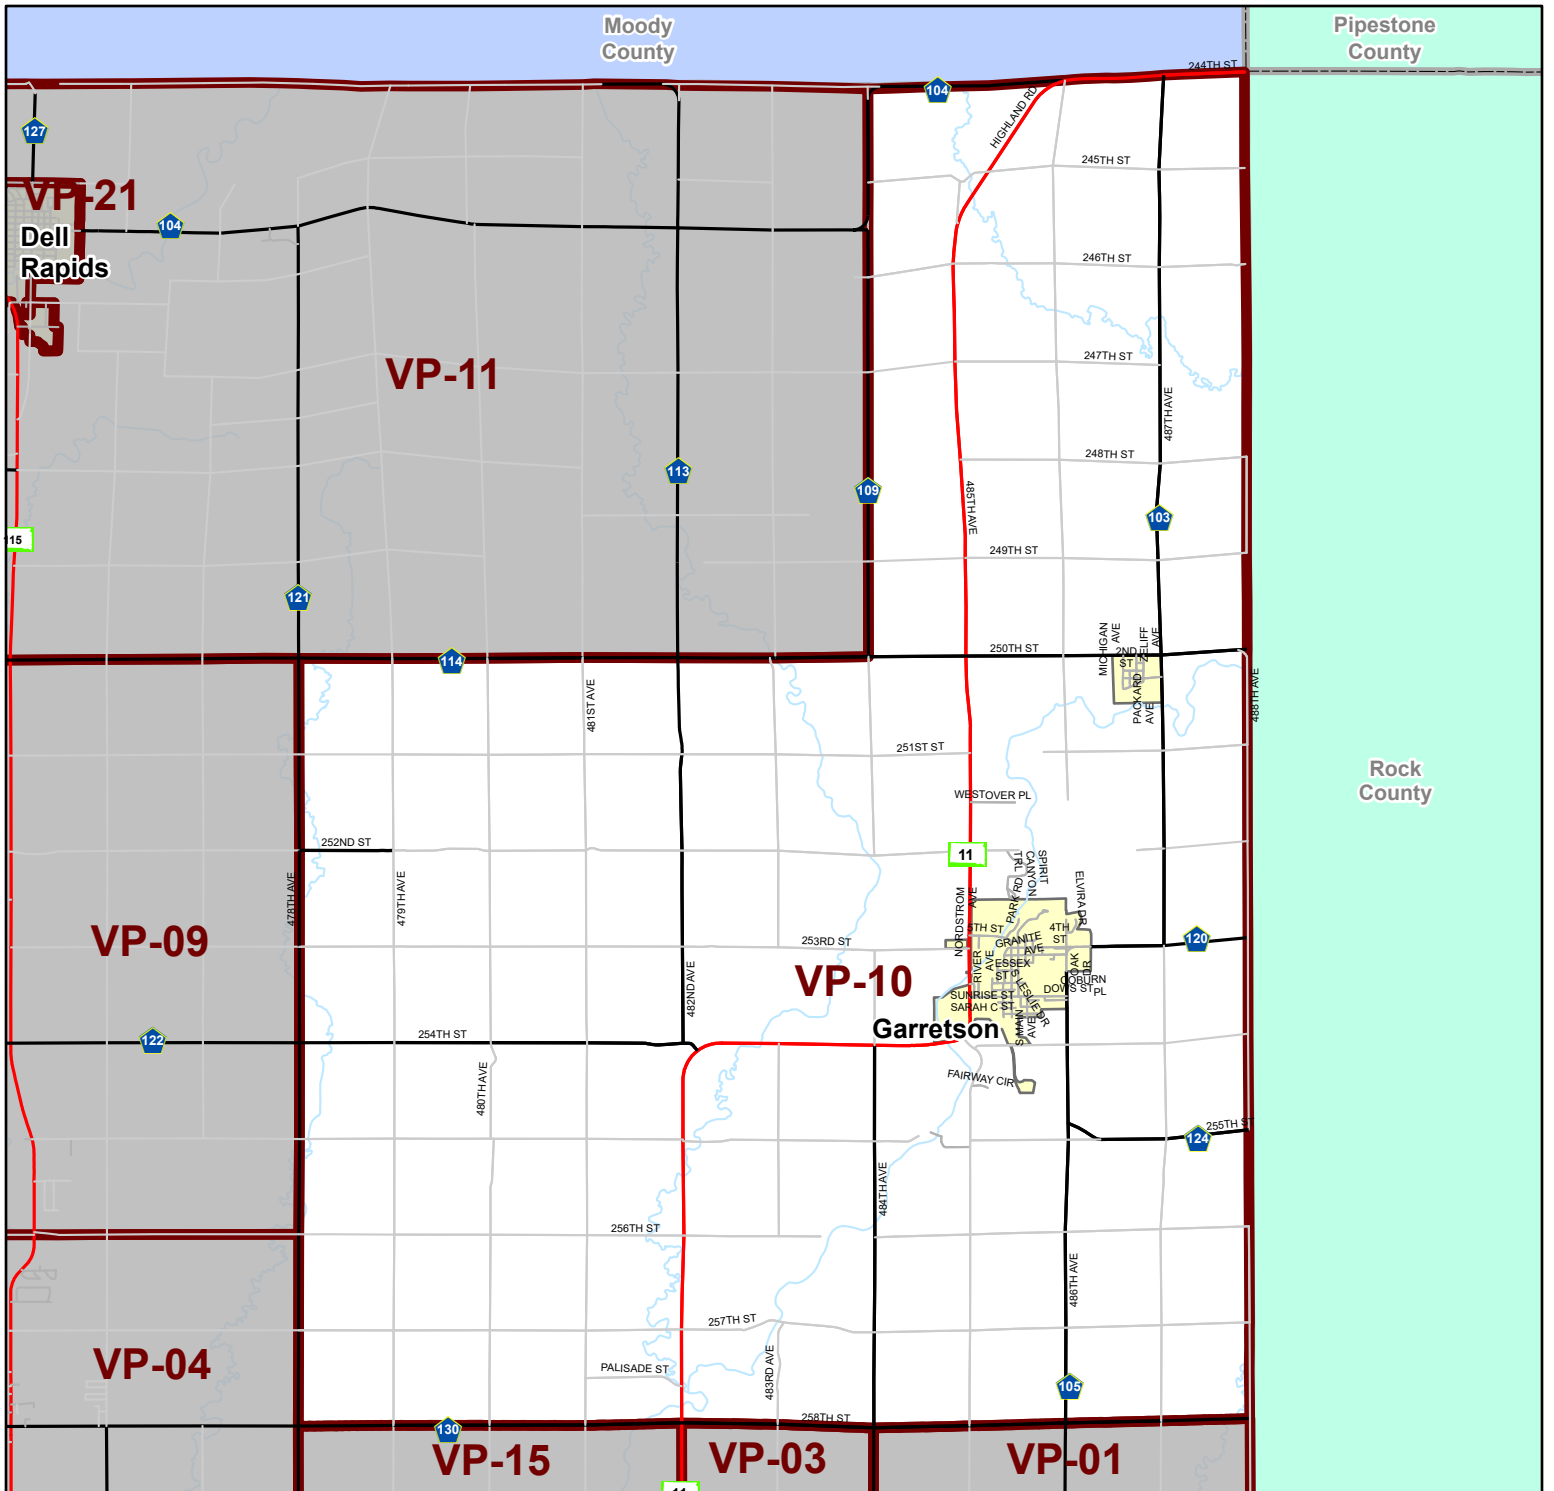 Moody
County
Pipestone
County
244TH ST
104
HIGHLAND RD
127
245TH ST
VP-21
104
Dell
Rapids
246TH ST
247TH ST
VP-11
487TH AVE
248TH ST
113
109
485TH AVE
103
115
249TH ST
121
MICHIGAN
AVE
ZELIFF
AVE
250TH ST
2ND
ST
114
PACKARD
AVE
488TH AVE
481ST AVE
251ST ST
Rock
County
WESTOVER PL
252ND ST
11
SPIRIT
CANYON
TRL
PARK RD
ELVIRA DR
478TH AVE
479TH AVE
NORDSTROM
AVE
5TH ST
4TH
ST
VP-09
253RD ST
GRANITE
AVE
120
RIVER
AVE
ESSEX
ST
OAK
DR
VP-10
482ND AVE
COBURN
PL
DOWS ST
SUNRISE ST
SARAH C ST
S LESLIE DR
S MAIN
AVE
Garretson
122
254TH ST
480TH AVE
FAIRWAY CIR
255TH ST
124
484TH AVE
256TH ST
486TH AVE
257TH ST
VP-04
PALISADE ST
483RD AVE
105
258TH ST
130
VP-15
VP-03
VP-01
11